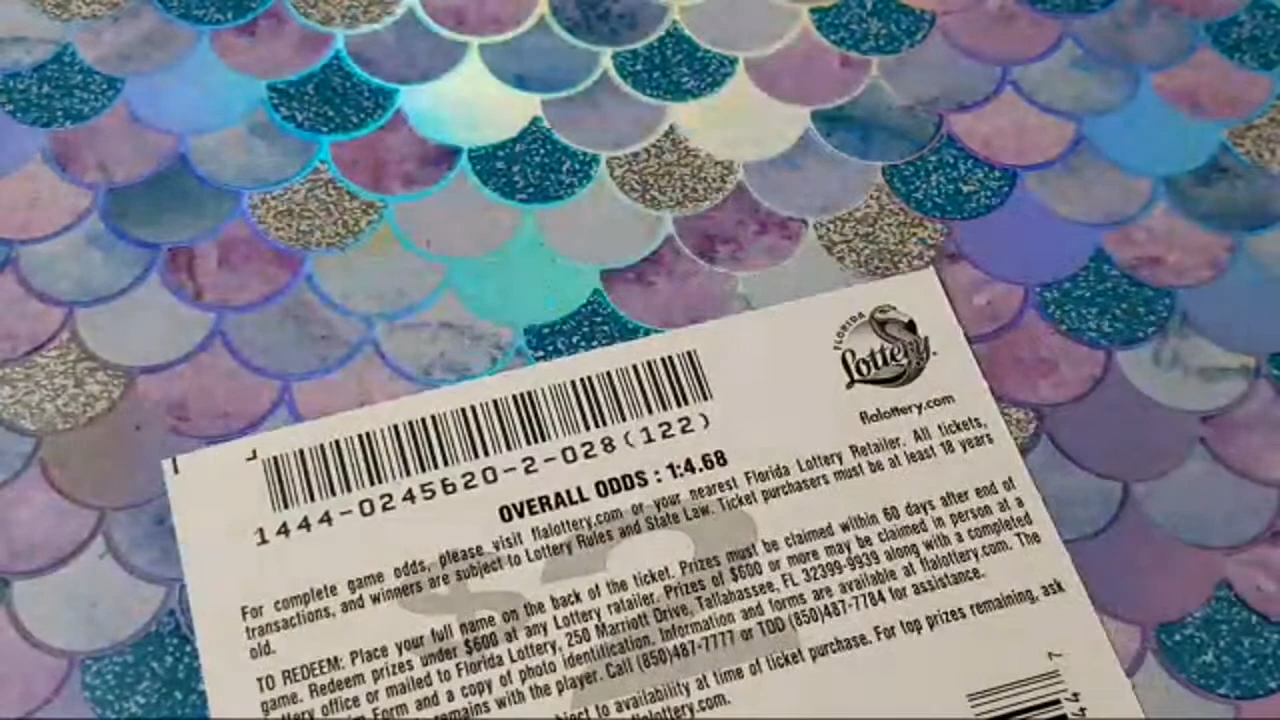 FLORIDA
Lottery
flalottery.com
1444-0245620-2-028(122)
OVERALL ODDS : 1:4.68
For complete game odds, please visit flalottery.com or your nearest Florida Lottery Retailer. All tickets,
transactions, and winners are subject to Lottery Rules and State Law. Ticket purchasers must be at least 18 years
old.
TO REDEEM: Place your full name on the back of the ticket. Prizes must be claimed within 60 days after end of
game. Redeem prizes under $600 at any Lottery retailer. Prizes of $600 or more may be claimed in person at a
office or mailed to Florida Lottery, 250 Marriott Drive, Tallahassee, FL 32399-9939 along with a completed
Form and a copy of photo identification. Information and forms are available at flalottery.com. The
remains with the player. Call (850)487-7777 or TDD (850)487-7784 for assistance.
to availability at time of ticket purchase. For top prizes remaining, ask
flalottery.com.
7